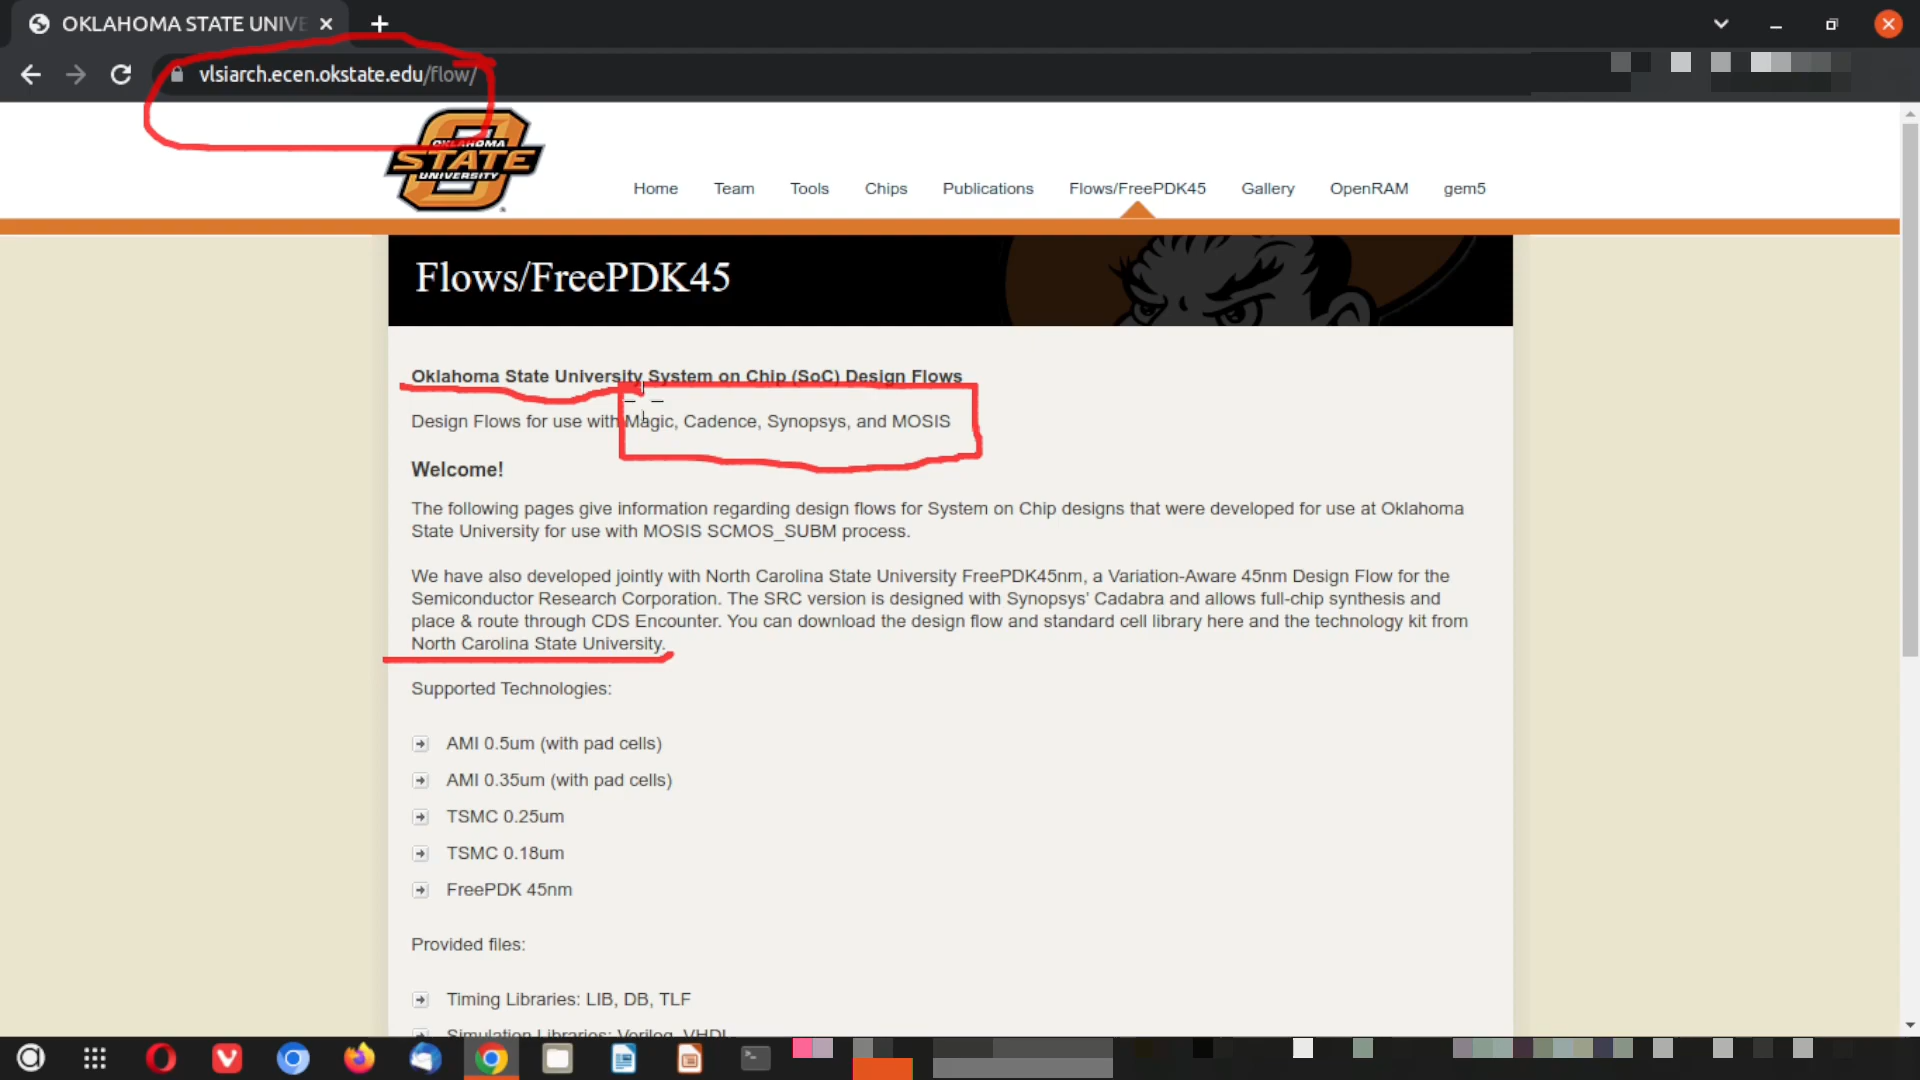 OKLAHOMA STATE UNIVE
vlsiarch.ecen.okstate.edu/flow/
OKLAHOMA
STATE
UNIVERSITY
Home Team Tools Chips Publications Flows/FreePDK45 Gallery OpenRAM gem5
Flows/FreePDK45
Oklahoma State University System on Chip (SoC) Design Flows
Design Flows for use with Magic, Cadence, Synopsys, and MOSIS
Welcome!
The following pages give information regarding design flows for System on Chip designs that were developed for use at Oklahoma
State University for use with MOSIS SCMOS_SUBM process.
We have also developed jointly with North Carolina State University FreePDK45nm, a Variation-Aware 45nm Design Flow for the
Semiconductor Research Corporation. The SRC version is designed with Synopsys' Cadabra and allows full-chip synthesis and
place & route through CDS Encounter. You can download the design flow and standard cell library here and the technology kit from
North Carolina State University.
Supported Technologies:
AMI 0.5um (with pad cells)
AMI 0.35um (with pad cells)
TSMC 0.25um
TSMC 0.18um
FreePDK 45nm
Provided files:
Timing Libraries: LIB, DB, TLF
Simulation Libraries: Verilog, VHDL